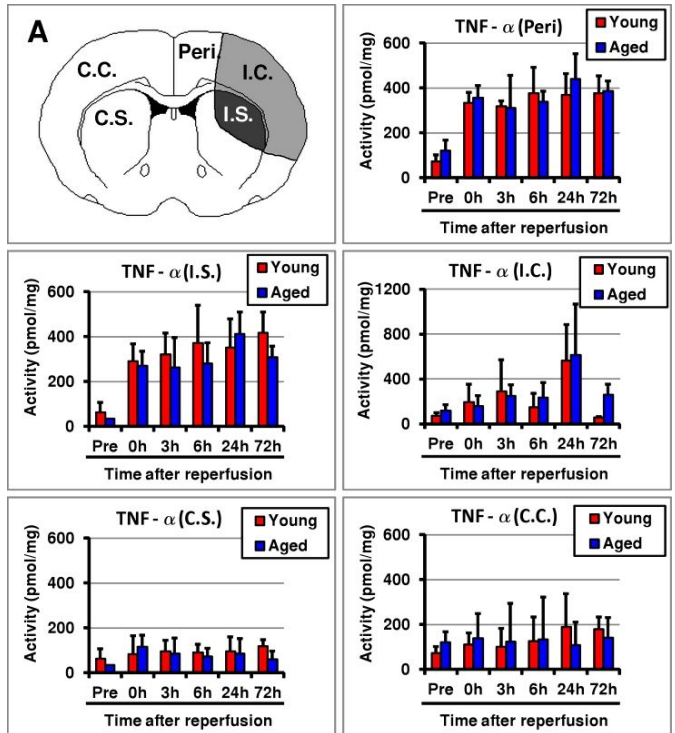 A
C.C.
Peri.
I.C.
C.S.
I.S.
TNF - α (Peri)
Young
Aged
Activity (pmol/mg)
600
400
200
0
Pre 0h 3h 6h 24h 72h
Time after reperfusion
TNF - α (I.S.)
Young
Aged
Activity (pmol/mg)
600
400
200
0
Pre 0h 3h 6h 24h 72h
Time after reperfusion
TNF - α (I.C.)
Young
Aged
Activity (pmol/mg)
1200
800
400
0
Pre 0h 3h 6h 24h 72h
Time after reperfusion
TNF - α (C.S.)
Young
Aged
Activity (pmol/mg)
600
400
200
0
Pre 0h 3h 6h 24h 72h
Time after reperfusion
TNF - α (C.C.)
Young
Aged
Activity (pmol/mg)
600
400
200
0
Pre 0h 3h 6h 24h 72h
Time after reperfusion